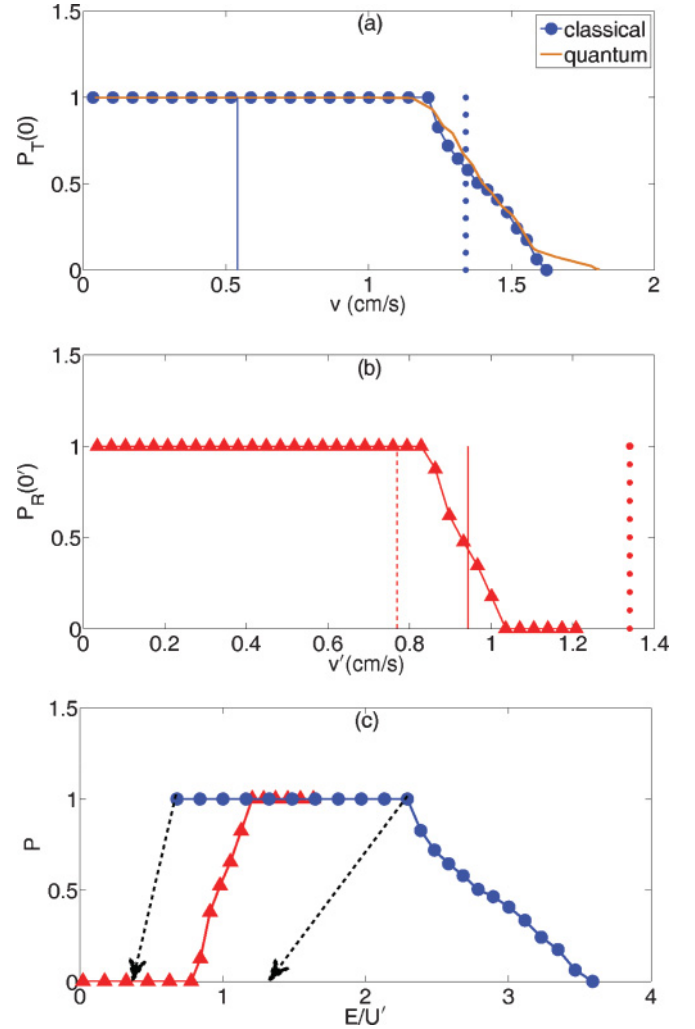 (a)
classical
quantum
1.5
1
0.5
0
P_T(0)
0 0.5 1 1.5 2
v (cm/s)
(b)
1.5
1
0.5
0
P_R(0')
0 0.2 0.4 0.6 0.8 1 1.2 1.4
v'(cm/s)
(c)
1.5
1
0.5
0
P
0 1 2 3 4
E/U'